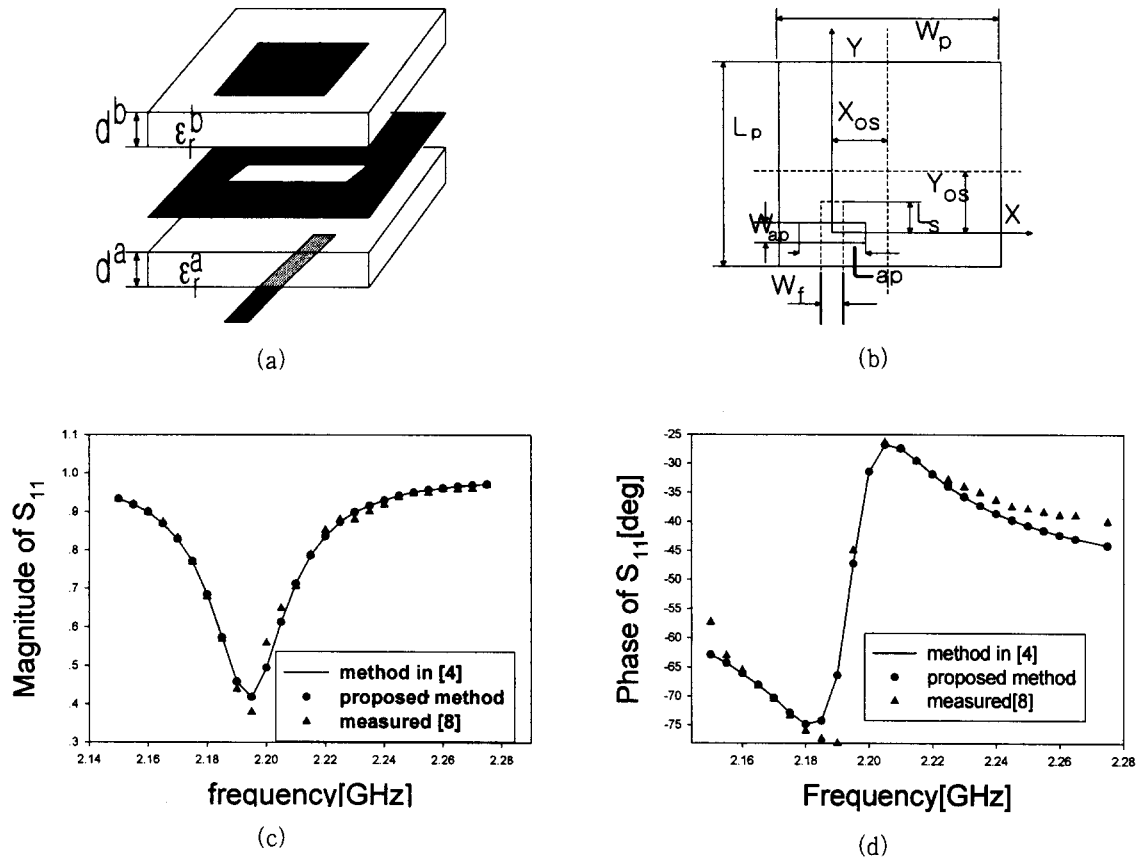 d^b
ε_r^b
d^a
ε_r^a
(a)
W_p
Y
L_p
X_os
Y_os
X
W_ap
L_s
L_ap
W_f
(b)
Magnitude of S_11
1.1
1.0
.9
.8
.7
.6
.5
.4
.3
2.14
2.16
2.18
2.20
2.22
2.24
2.26
2.28
method in [4]
proposed method
measured [8]
frequency[GHz]
(c)
Phase of S_11[deg]
-25
-30
-35
-40
-45
-50
-55
-60
-65
-70
-75
2.16
2.18
2.20
2.22
2.24
2.26
2.28
method in [4]
proposed method
measured[8]
Frequency[GHz]
(d)